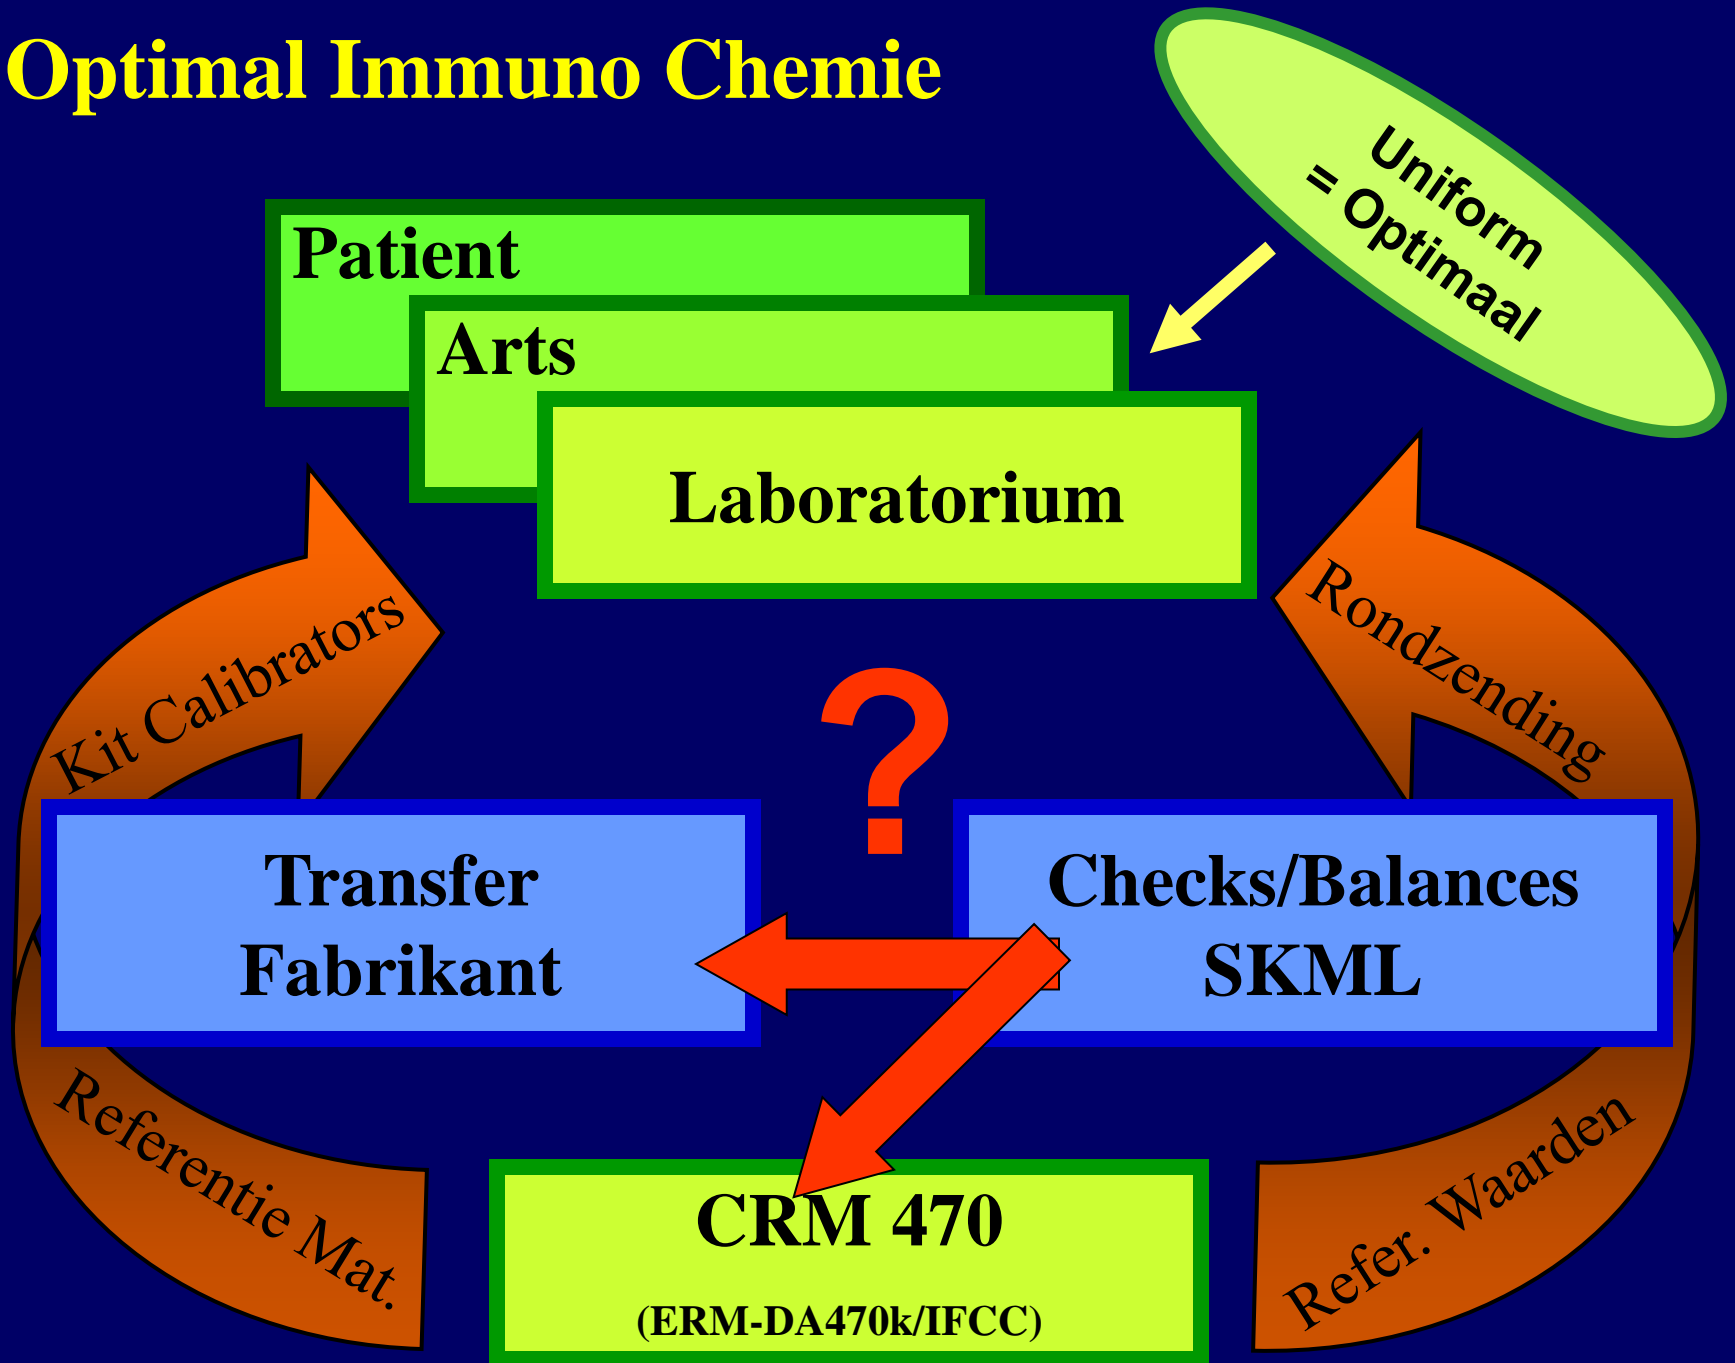 Optimal Immuno Chemie
Uniform
= Optimaal
Patient
Arts
Laboratorium
Kit Calibrators
Rondzending
?
Transfer
Fabrikant
Checks/Balances
SKML
Referentie Mat.
Refer. Waarden
CRM 470
(ERM-DA470k/IFCC)